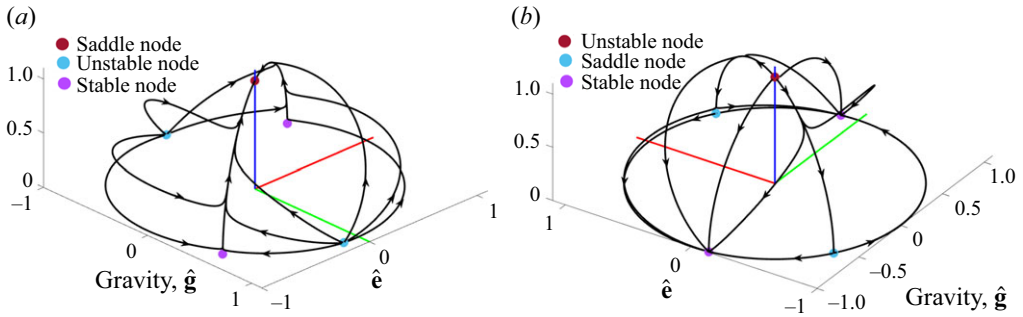 (a)
Saddle node
Unstable node
Stable node
1.0
0.5
0
–1
0
1
Gravity, ĝ
–1
0
1
ê
(b)
Unstable node
Saddle node
Stable node
1.0
0.5
0
1
0
–1
ê
–1.0
–0.5
0
0.5
1.0
Gravity, ĝ